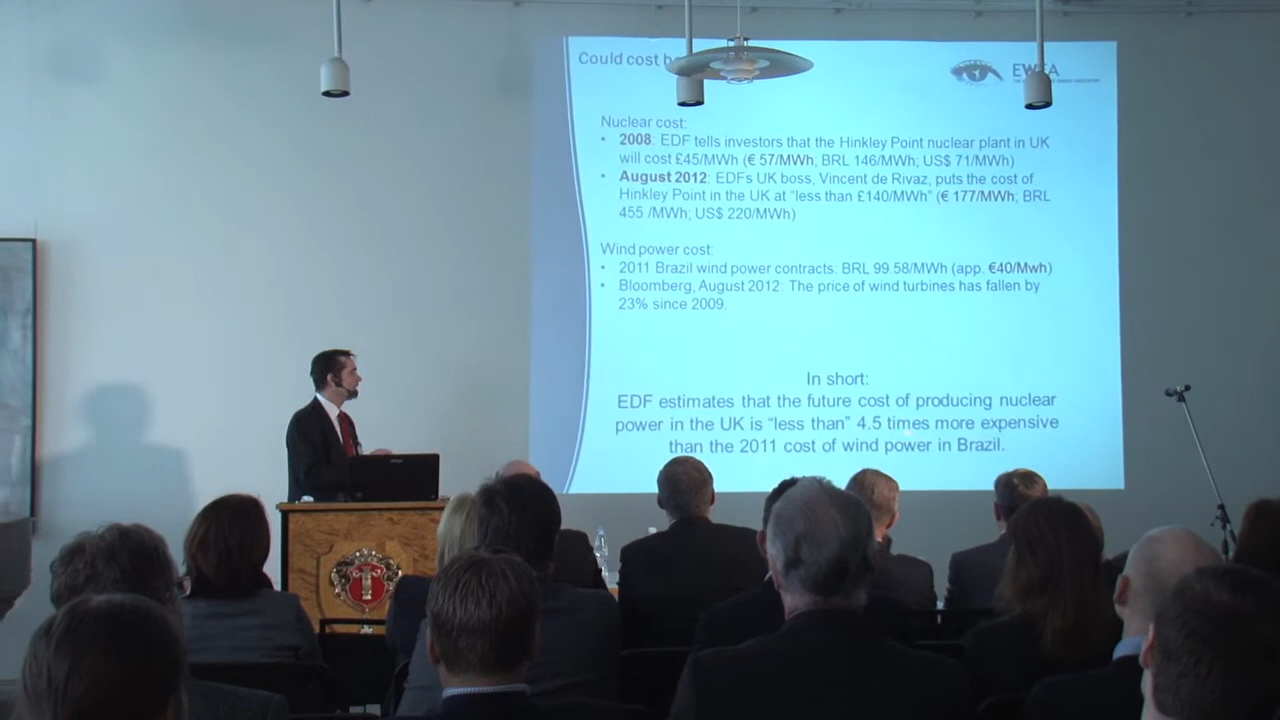 Could cost b
EW EA
Nuclear cost:
• 2008: EDF tells investors that the Hinkley Point nuclear plant in UK
will cost £45/MWh (€ 57/MWh; BRL 146/MWh; US$ 71/MWh)
• August 2012: EDFs UK boss, Vincent de Rivaz, puts the cost of
Hinkley Point in the UK at “less than £140/MWh” (€ 177/MWh; BRL
455 /MWh; US$ 220/MWh)
Wind power cost:
• 2011 Brazil wind power contracts: BRL 99.58/MWh (app. €40/Mwh)
• Bloomberg, August 2012: The price of wind turbines has fallen by
23% since 2009.
In short:
EDF estimates that the future cost of producing nuclear
power in the UK is “less than” 4.5 times more expensive
than the 2011 cost of wind power in Brazil.